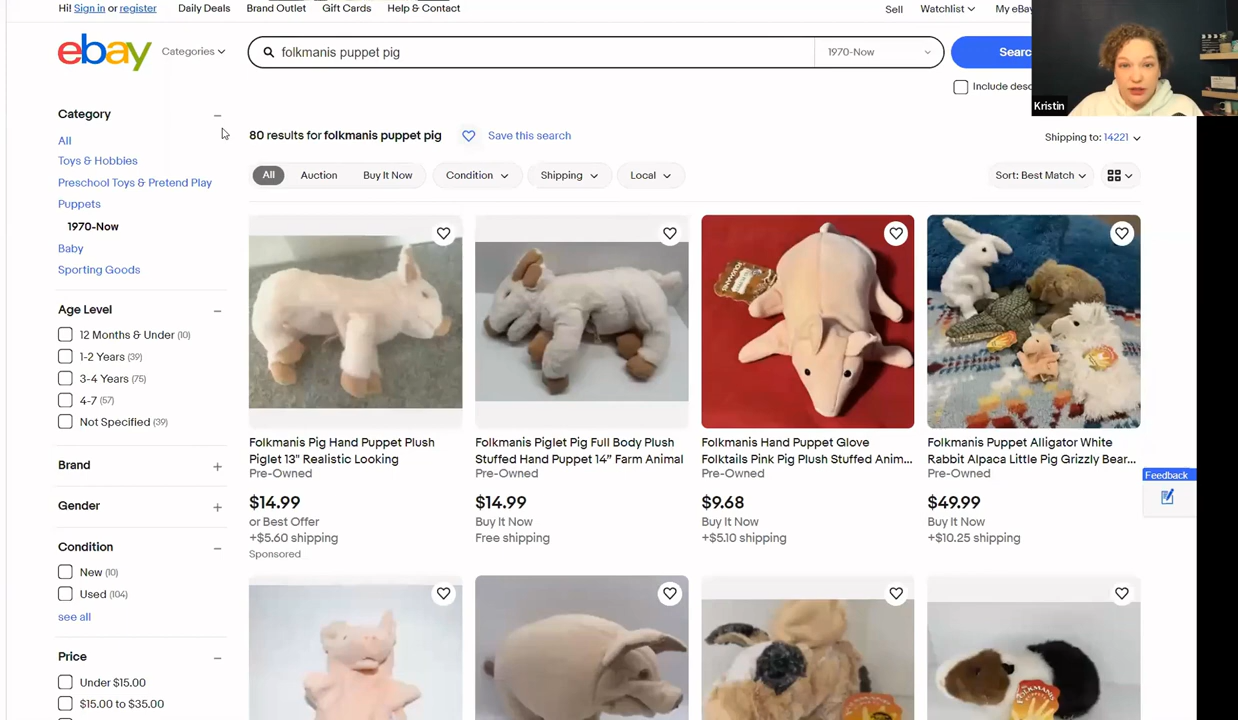 Hi! Sign in or register
Daily Deals
Brand Outlet
Gift Cards
Help & Contact
Sell
Watchlist
My eBay
ebay
Categories
folkmanis puppet pig
1970-Now
Include
Kristin
Category
All
Toys & Hobbies
Preschool Toys & Pretend Play
Puppets
1970-Now
Baby
Sporting Goods
Age Level
12 Months & Under (10)
1-2 Years (39)
3-4 Years (75)
4-7 (57)
Not Specified (39)
Brand
Gender
Condition
New (10)
Used (104)
see all
Price
Under $15.00
$15.00 to $35.00
80 results for folkmanis puppet pig
Save this search
Shipping to: 14221
All
Auction
Buy It Now
Condition
Shipping
Local
Sort: Best Match
Folkmanis Pig Hand Puppet Plush
Piglet 13" Realistic Looking
Pre-Owned
$14.99
or Best Offer
+$5.60 shipping
Sponsored
Folkmanis Piglet Pig Full Body Plush
Stuffed Hand Puppet 14” Farm Animal
Pre-Owned
$14.99
Buy It Now
Free shipping
Folkmanis Hand Puppet Glove
Folktails Pink Pig Plush Stuffed Anim...
Pre-Owned
$9.68
Buy It Now
+$5.10 shipping
Folkmanis Puppet Alligator White
Rabbit Alpaca Little Pig Grizzly Bear...
Pre-Owned
$49.99
Buy It Now
+$10.25 shipping
Feedback
FOLKMANIS